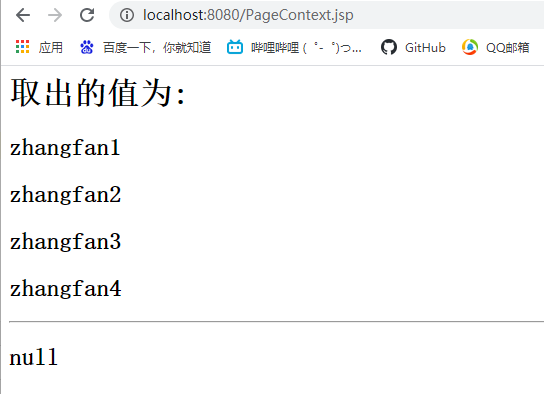 localhost:8080/PageContext.jsp
应用 百度一下，你就知道 哔哩哔哩 ( ゜- ゜)つ... GitHub QQ邮箱
取出的值为:
zhangfan1
zhangfan2
zhangfan3
zhangfan4
null